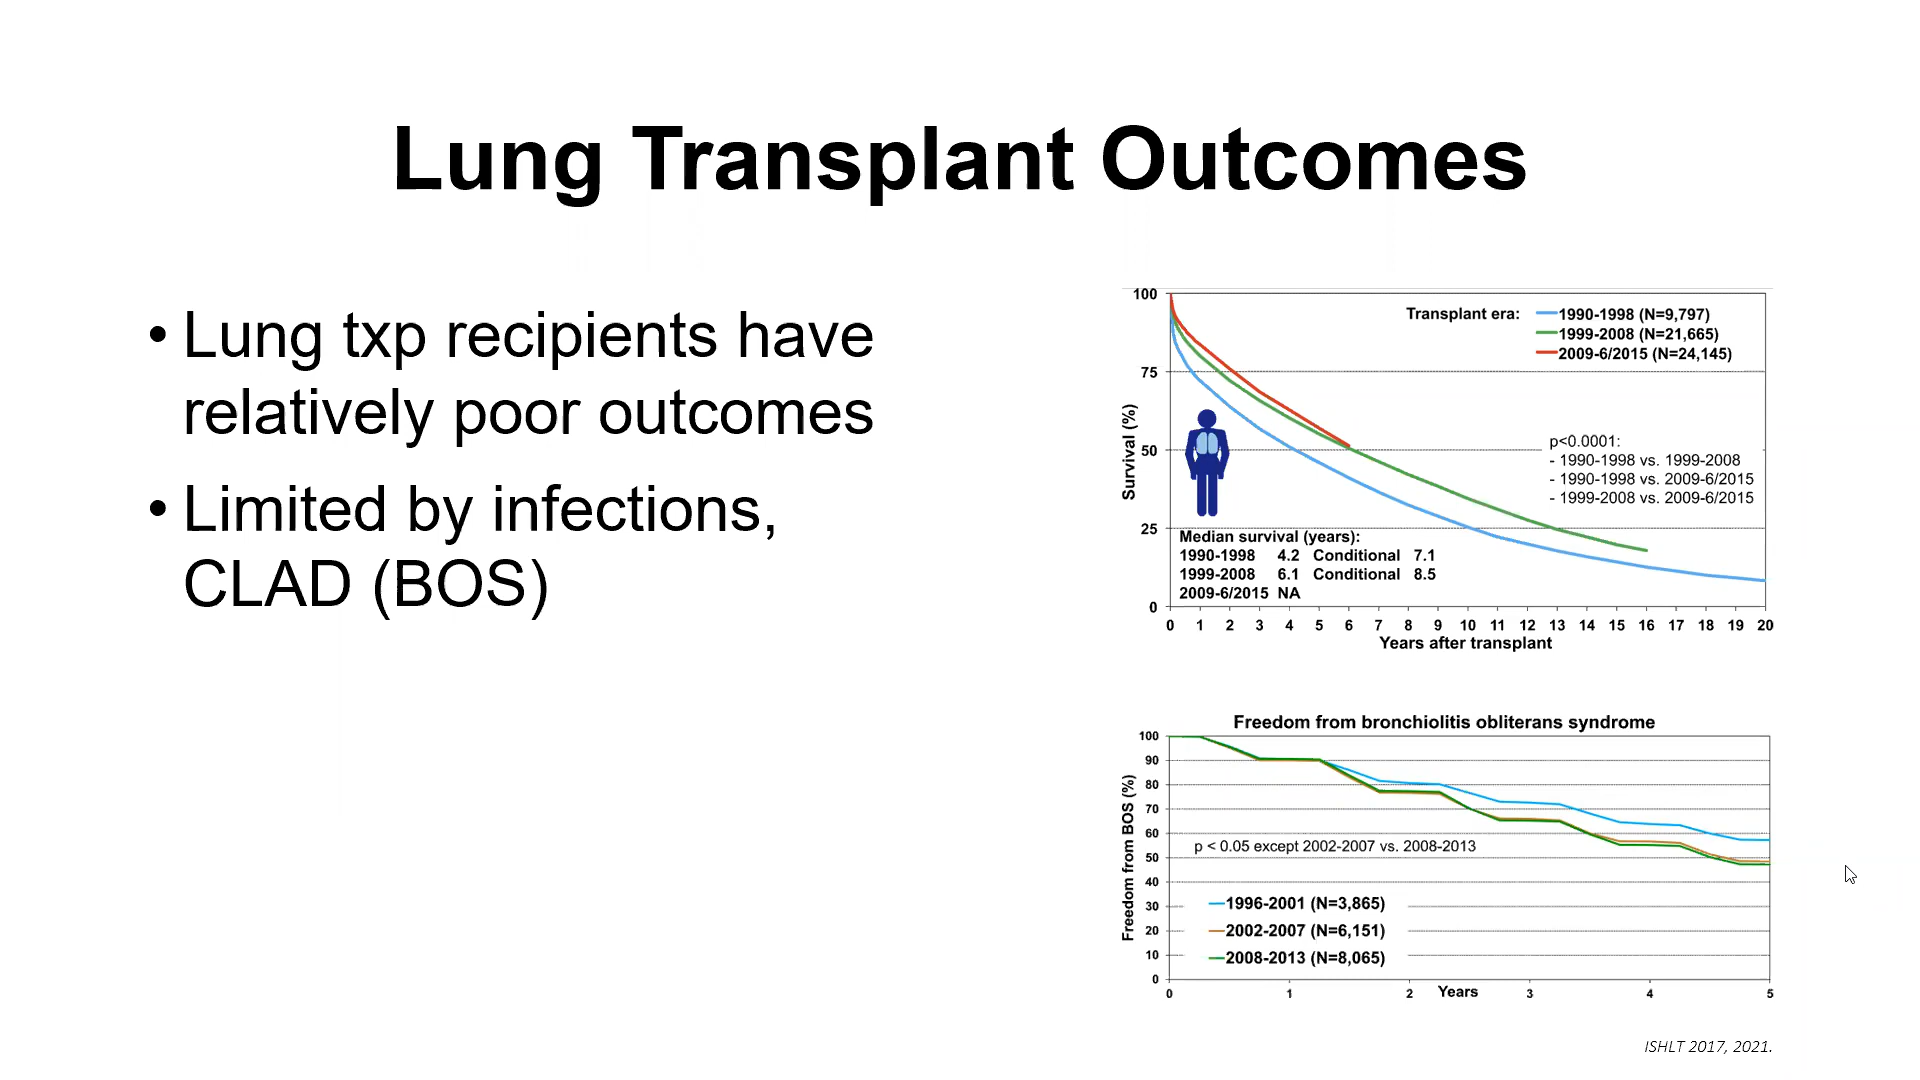 Lung Transplant Outcomes
• Lung txp recipients have
relatively poor outcomes
• Limited by infections,
CLAD (BOS)
100
75
50
25
0
Survival (%)
Transplant era:
1990-1998 (N=9,797)
1999-2008 (N=21,665)
2009-6/2015 (N=24,145)
p<0.0001:
- 1990-1998 vs. 1999-2008
- 1990-1998 vs. 2009-6/2015
- 1999-2008 vs. 2009-6/2015
Median survival (years):
1990-1998 4.2 Conditional 7.1
1999-2008 6.1 Conditional 8.5
2009-6/2015 NA
0 1 2 3 4 5 6 7 8 9 10 11 12 13 14 15 16 17 18 19 20
Years after transplant
Freedom from bronchiolitis obliterans syndrome
100
90
80
70
60
50
40
30
20
10
0
Freedom from BOS (%)
p < 0.05 except 2002-2007 vs. 2008-2013
1996-2001 (N=3,865)
2002-2007 (N=6,151)
2008-2013 (N=8,065)
0 1 2 3 4 5
Years
ISHLT 2017, 2021.